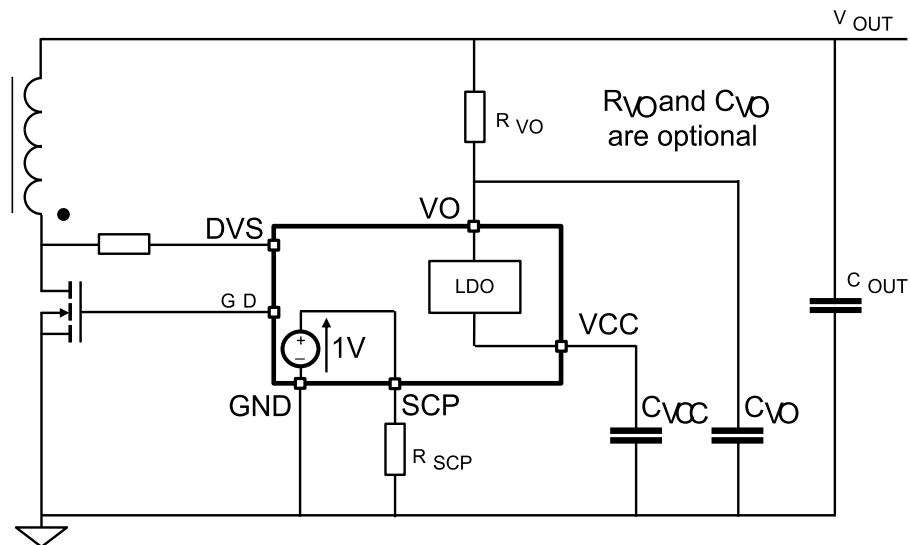 V OUT
R VO
RVO and CVO
are optional
VO
DVS
LDO
C OUT
G D
VCC
+
1V
–
GND
SCP
CVCC
CVO
R SCP